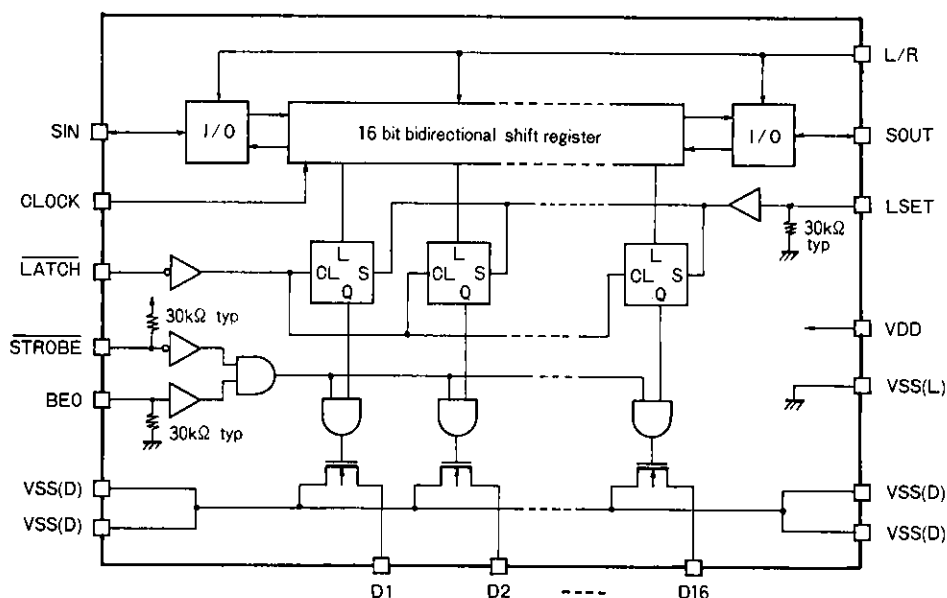 L/R
SIN
I/O
16 bit bidirectional shift register
I/O
SOUT
CLOCK
LSET
30kΩ typ
LATCH
L
CL S
Q
L
CL S
Q
L
CL S
Q
30kΩ typ
STROBE
VDD
BEO
VSS(L)
30kΩ typ
VSS(D)
VSS(D)
VSS(D)
VSS(D)
D1
D2
D16